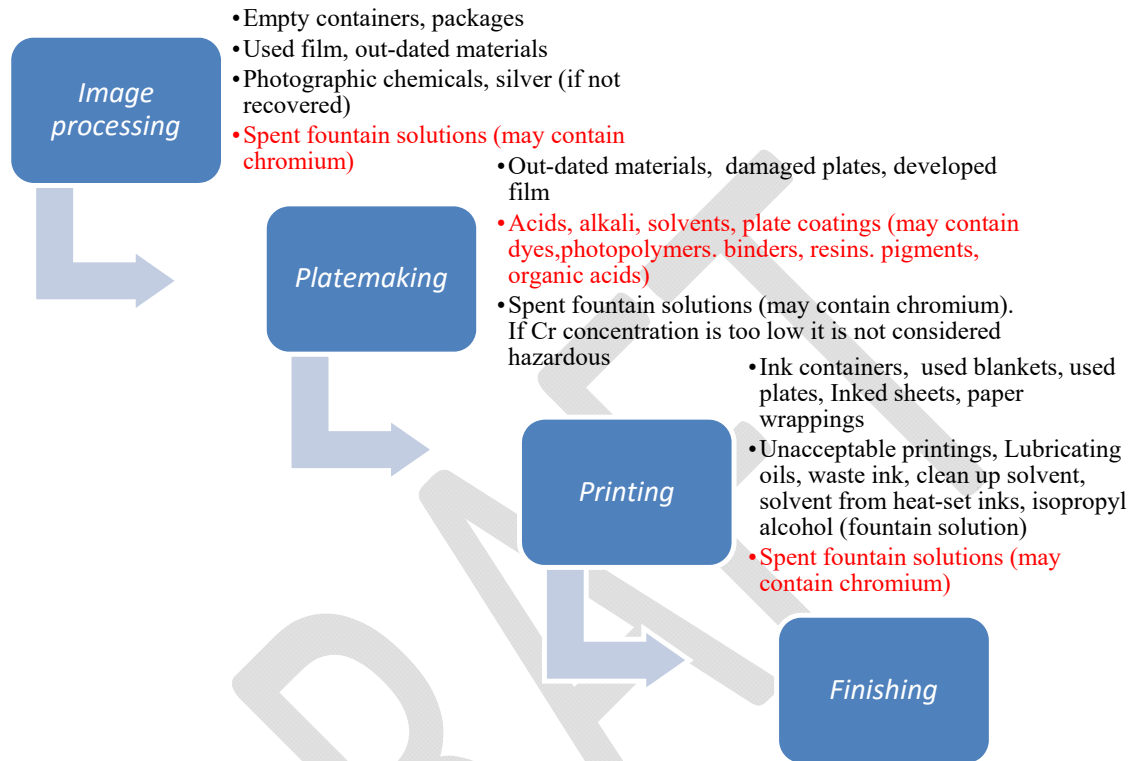 •Empty containers, packages
•Used film, out-dated materials
•Photographic chemicals, silver (if not
recovered)
•Spent fountain solutions (may contain
chromium)
Image
processing
•Out-dated materials,  damaged plates, developed
film
•Acids, alkali, solvents, plate coatings (may contain
dyes,photopolymers. binders, resins. pigments,
organic acids)
•Spent fountain solutions (may contain chromium).
If Cr concentration is too low it is not considered
hazardous
Platemaking
•Ink containers,  used blankets, used
plates, Inked sheets, paper
wrappings
•Unacceptable printings, Lubricating
oils, waste ink, clean up solvent,
solvent from heat-set inks, isopropyl
alcohol (fountain solution)
•Spent fountain solutions (may
contain chromium)
Printing
Finishing
DRAFT